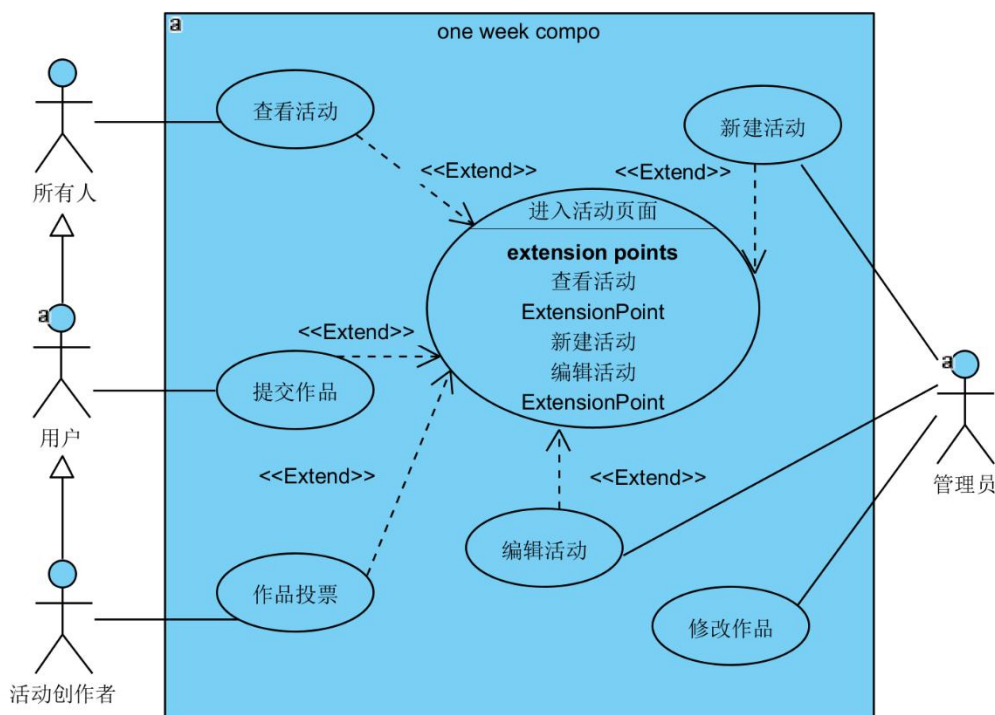 a
one week compo
查看活动
新建活动
<<Extend>>
<<Extend>>
所有人
进入活动页面
extension points
查看活动
ExtensionPoint
新建活动
编辑活动
ExtensionPoint
a
<<Extend>>
提交作品
用户
a
管理员
<<Extend>>
<<Extend>>
编辑活动
作品投票
修改作品
活动创作者